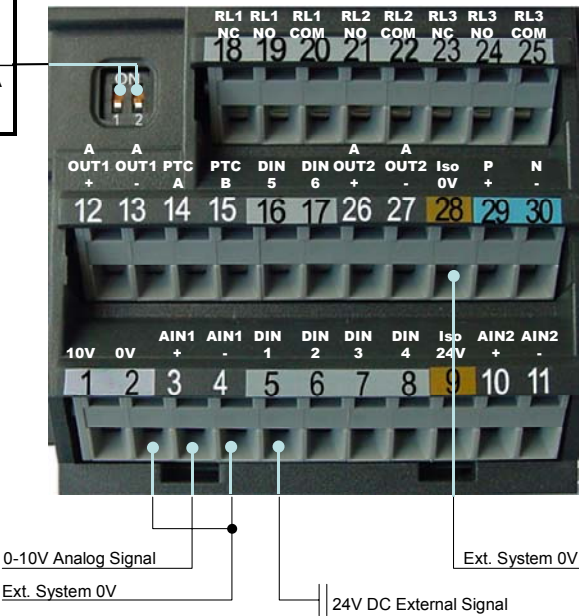 RL1 RL1 RL1 RL2 RL2 RL3 RL3 RL3
NC NO COM NO COM NC NO COM
18 19 20 21 22 23 24 25
A
ON
1 2
A A A A
OUT1 OUT1 PTC PTC DIN DIN OUT2 OUT2 Iso P N
+ - A B 5 6 + - 0V + -
12 13 14 15 16 17 26 27 28 29 30
AIN1 AIN1 DIN DIN DIN DIN Iso AIN2 AIN2
10V 0V + - 1 2 3 4 24V + -
1 2 3 4 5 6 7 8 9 10 11
0-10V Analog Signal
Ext. System 0V
Ext. System 0V
24V DC External Signal